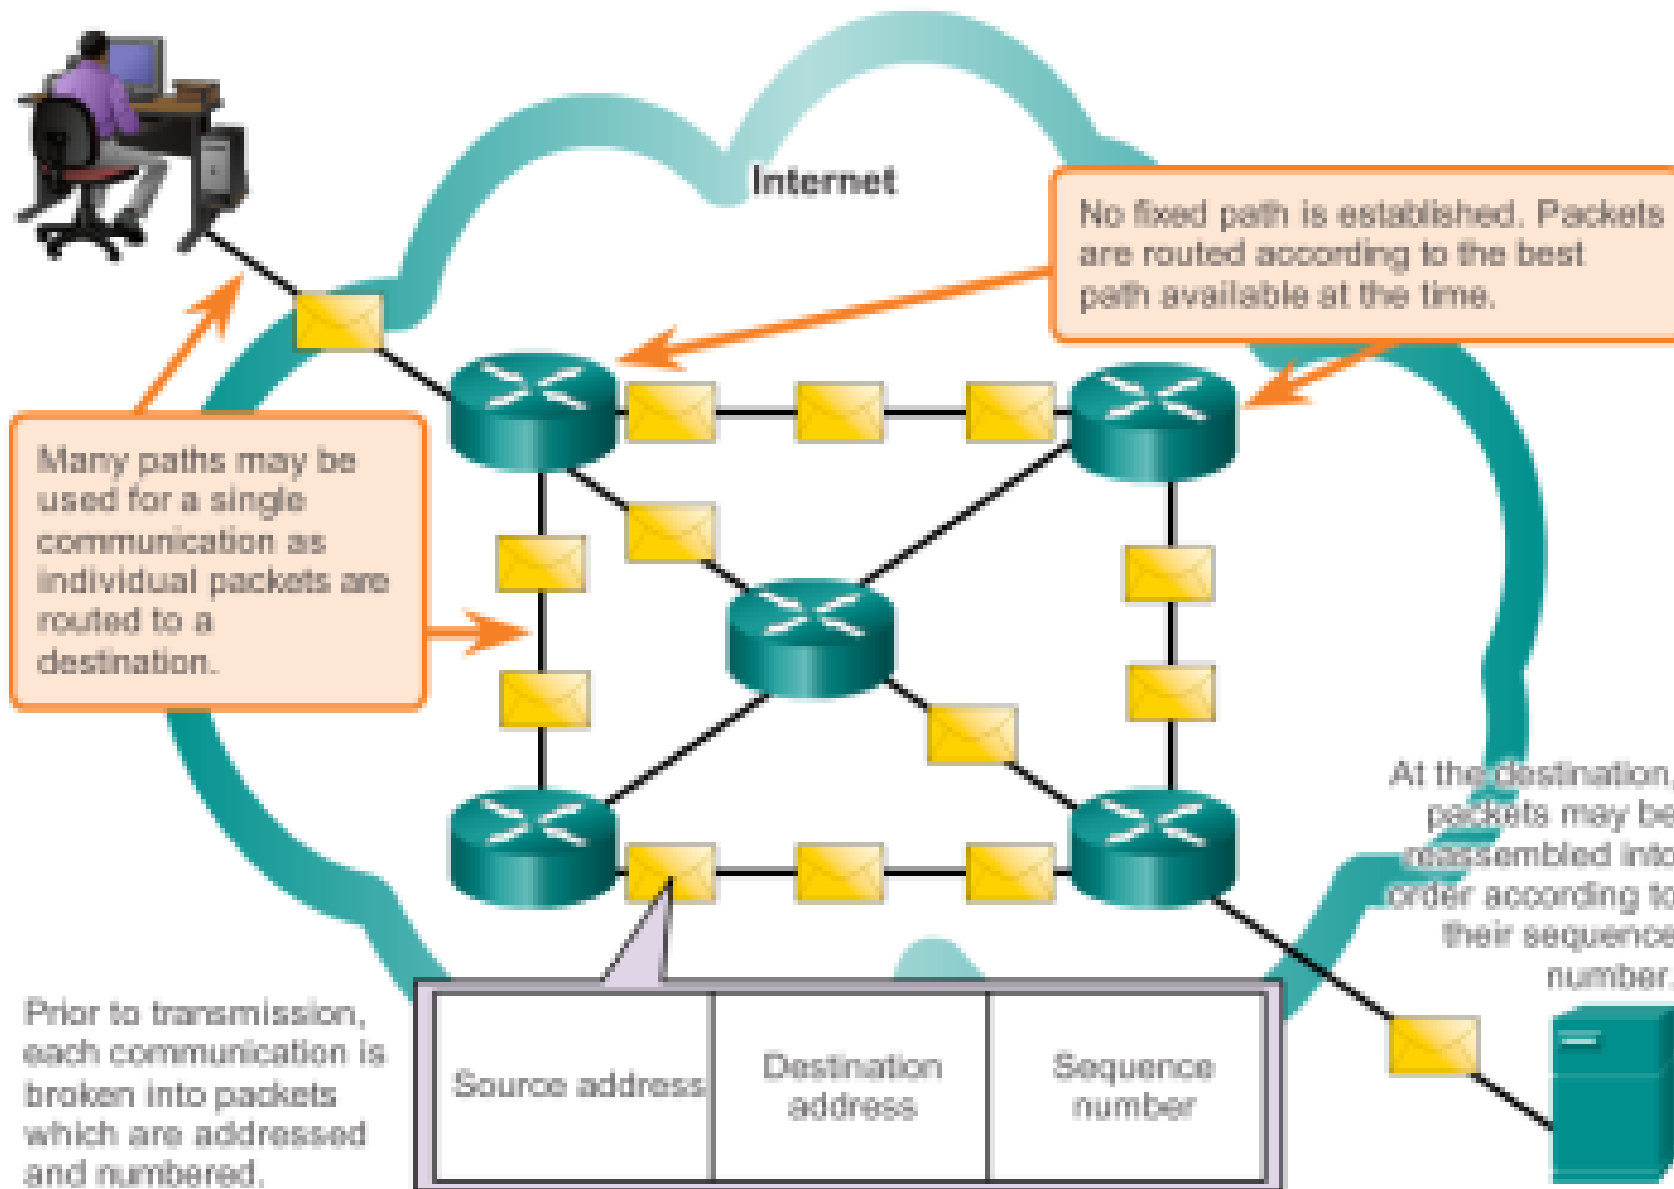 Internet
No fixed path is established. Packets
are routed according to the best
path available at the time.
Many paths may be
used for a single
communication as
individual packets are
routed to a
destination.
At the destination,
packets may be
reassembled into
order according to
their sequence
number.
Prior to transmission,
each communication is
broken into packets
which are addressed
and numbered.
Source address
Destination
address
Sequence
number